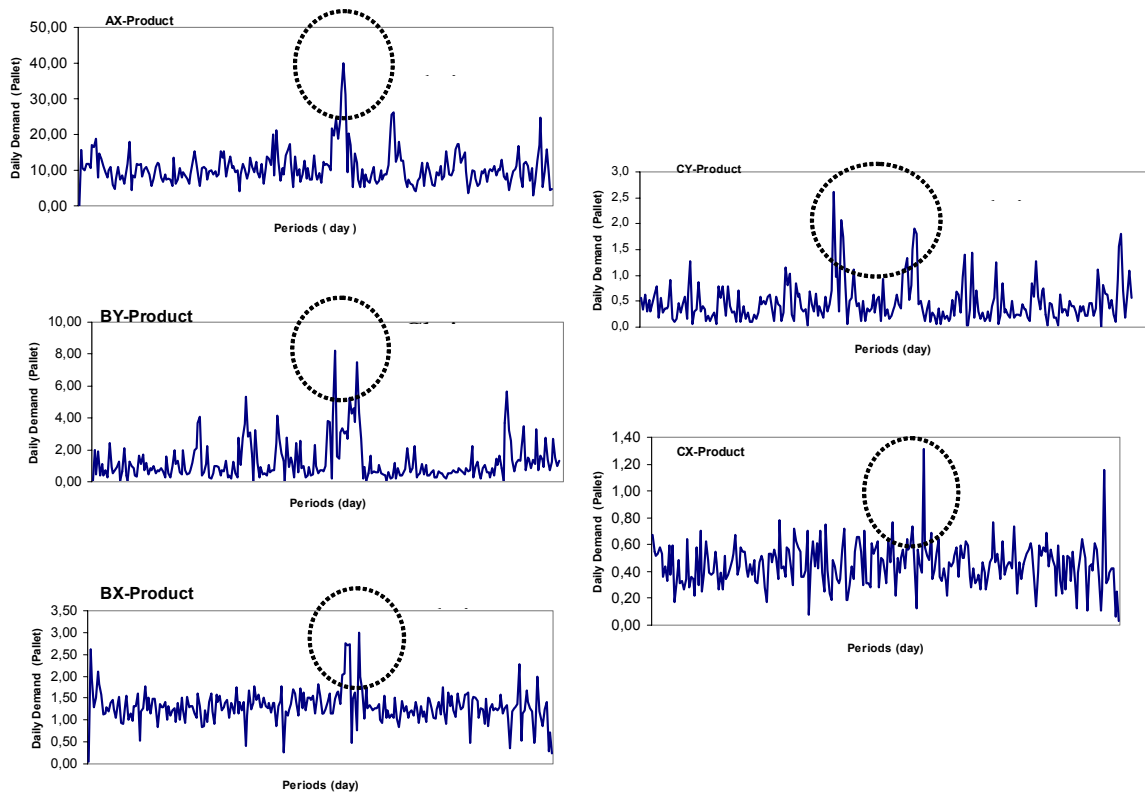 AX-Product
50,00
40,00
30,00
20,00
10,00
0,00
Daily Demand (Pallet)
Periods ( day )
BY-Product
10,00
8,00
6,00
4,00
2,00
0,00
Daily Demand (Pallet)
Periods (day)
BX-Product
3,50
3,00
2,50
2,00
1,50
1,00
0,50
0,00
Daily Demand (Pallet)
Periods (day)
CY-Product
3,0
2,5
2,0
1,5
1,0
0,5
0,0
Daily Demand (Pallet)
Periods (day)
CX-Product
1,40
1,20
1,00
0,80
0,60
0,40
0,20
0,00
Daily Demand (Pallet)
Periods (day)